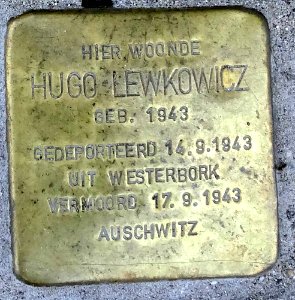 HIER WOONDE
HUGO LEWKOWICZ
GEB. 1943
GEDEPORTEERD 14.9.1943
UIT WESTERBORK
VERMOORD 17.9.1943
AUSCHWITZ